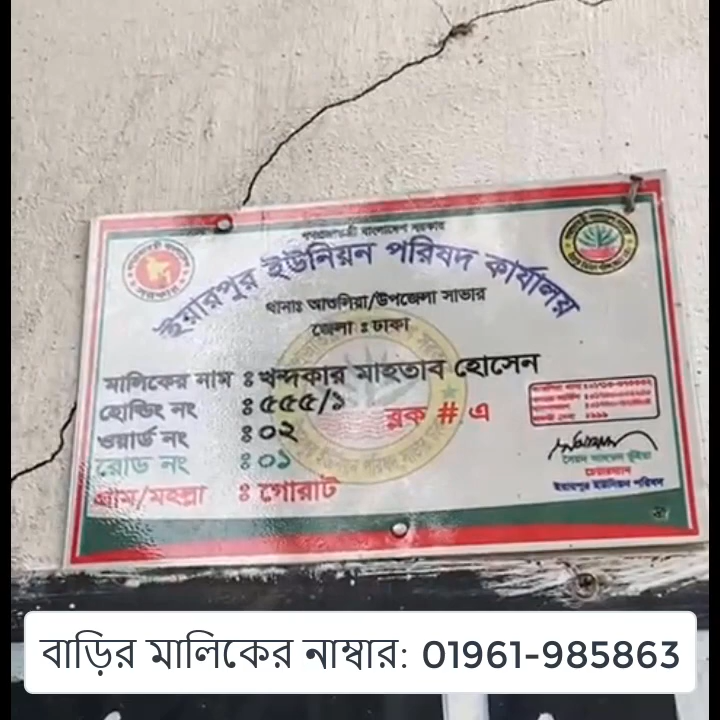 গণপ্রজাতন্ত্রী বাংলাদেশ সরকার
ইয়ারপুর ইউনিয়ন পরিষদ কার্যালয়
থানাঃ আশুলিয়া/উপজেলা সাভার
জেলা ঃ ঢাকা
মালিকের নাম ঃ খন্দকার মাহতাব হোসেন
হোল্ডিং নং ঃ ৫৫৫/১
ব্লক # এ
ওয়ার্ড নং ঃ ০২
রোড নং ঃ ০১
গ্রাম/মহল্লা ঃ গোরাট
চেয়ারম্যান
ইয়ারপুর ইউনিয়ন পরিষদ
বাড়ির মালিকের নাম্বার: 01961-985863